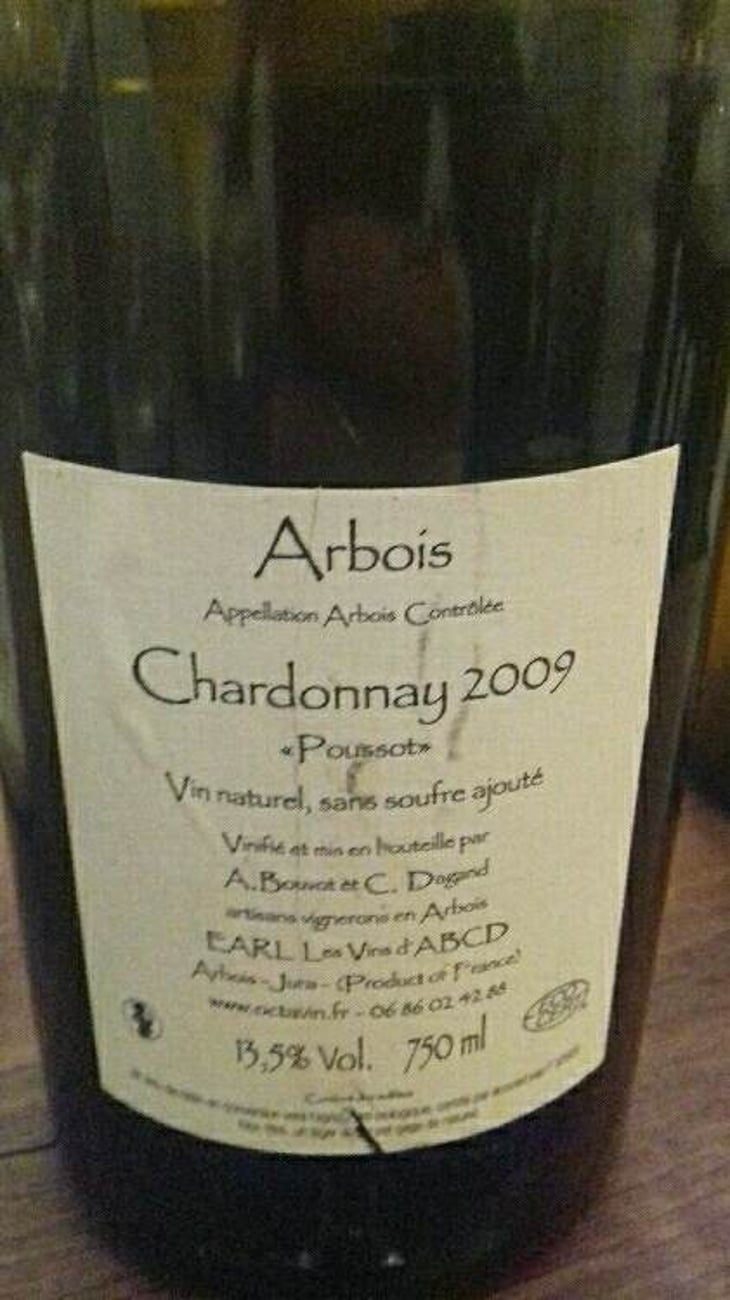 Arbois
Appellation Arbois Contrôlée
Chardonnay 2009
«Poussot»
Vin naturel, sans soufre ajouté
Vinifié et mis en bouteille par
A. Bouvot et C. Dagand
artisans vignerons en Arbois
EARL Les Vins d'ABCD
Arbois - Jura - (Product of France)
www.octavin.fr - 06 86 02 42 88
13,5% Vol. 750 ml